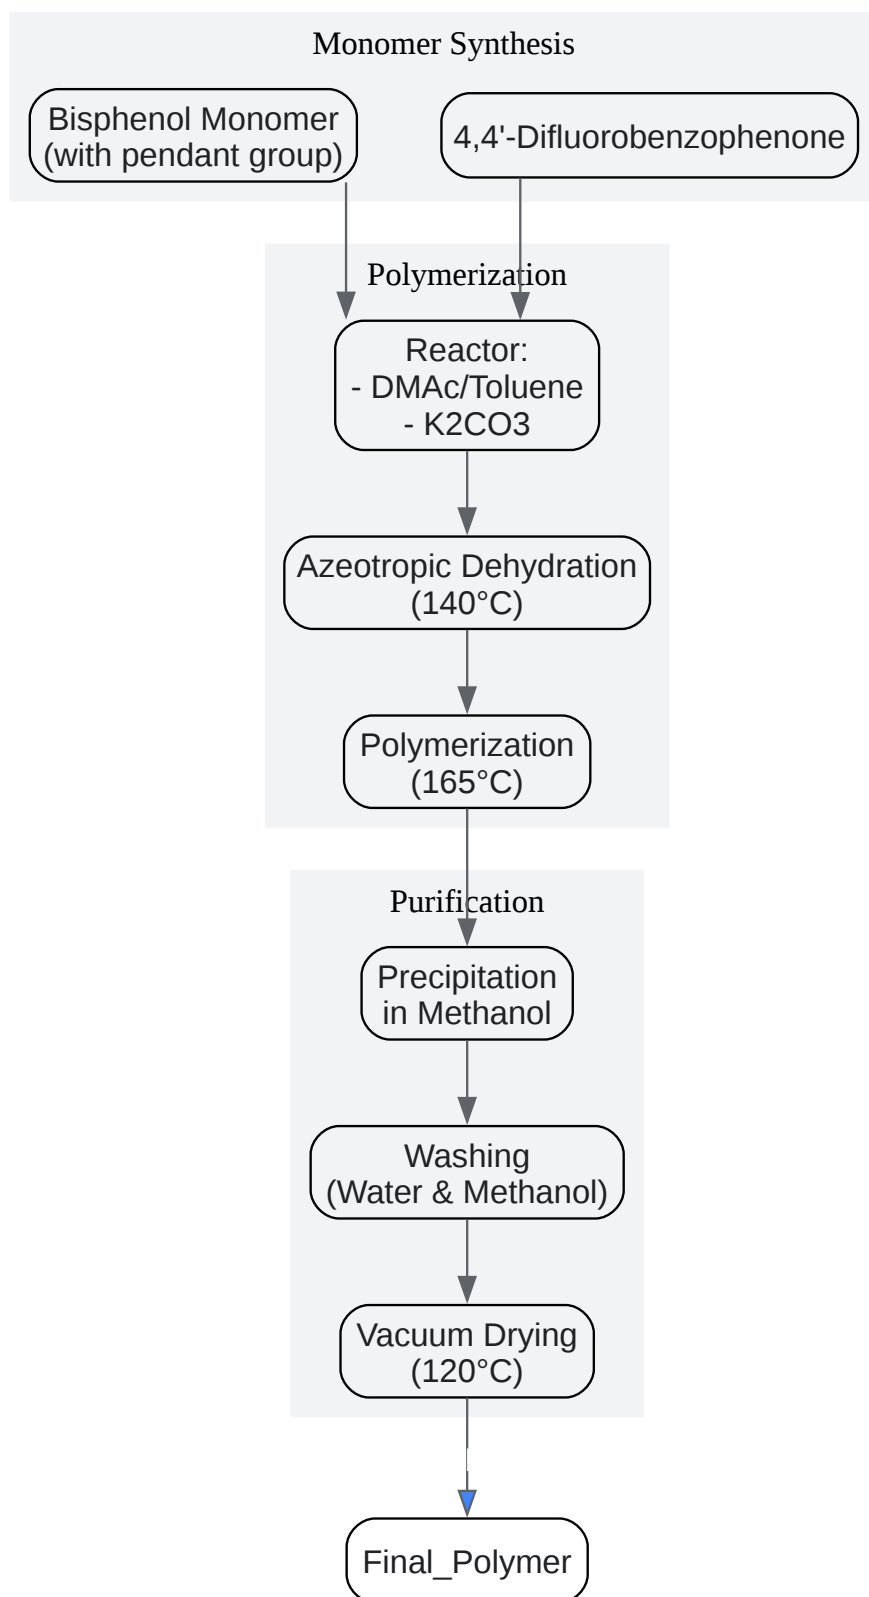 Monomer Synthesis
Bisphenol Monomer
(with pendant group)
4,4'-Difluorobenzophenone
Polymerization
Reactor:
- DMAc/Toluene
- K2CO3
Azeotropic Dehydration
(140°C)
Polymerization
(165°C)
Purification
Precipitation
in Methanol
Washing
(Water & Methanol)
Vacuum Drying
(120°C)
Final_Polymer